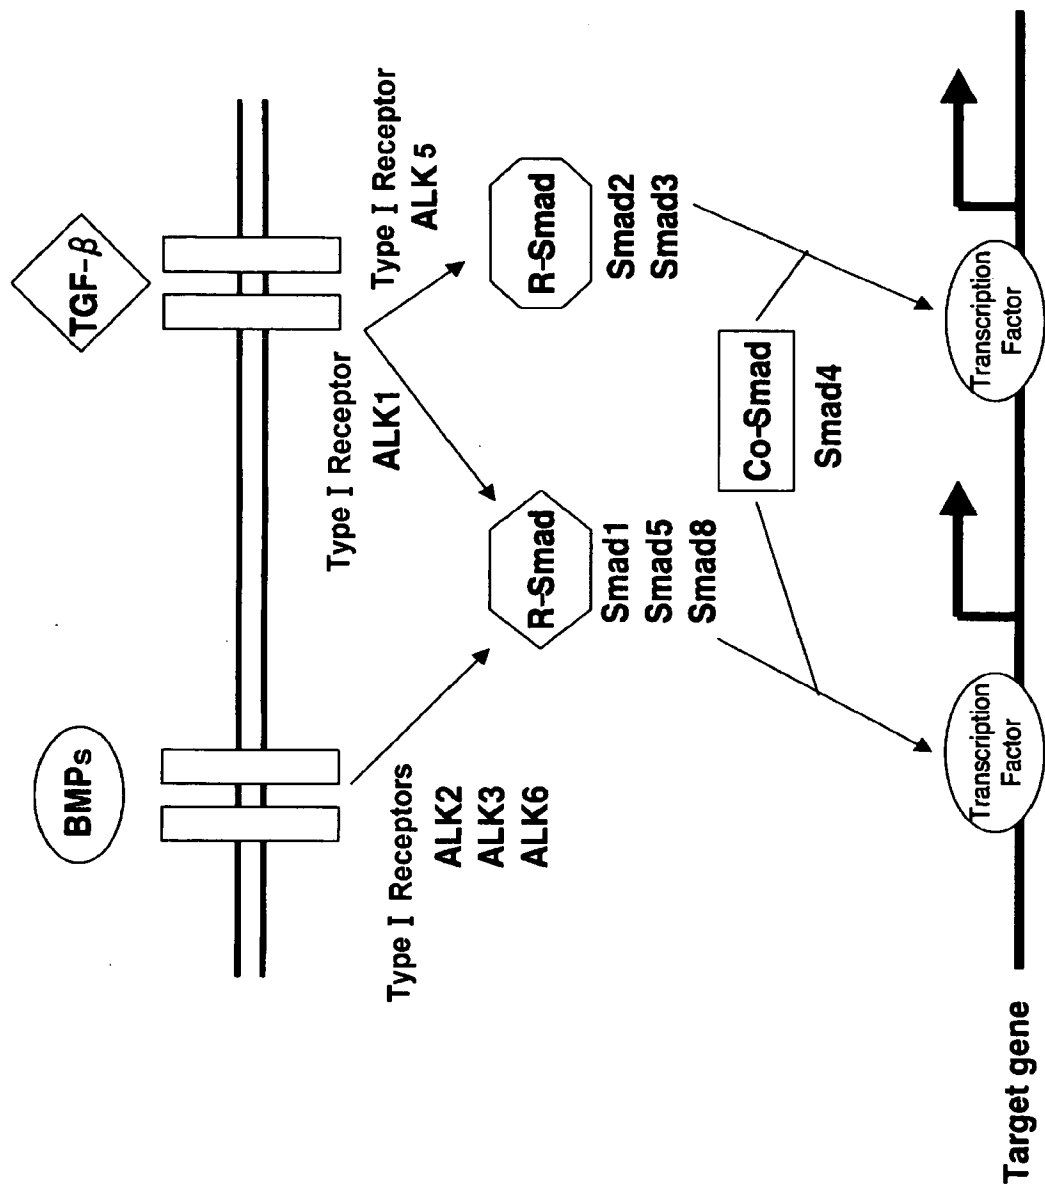 BMPs
TGF-β
Type I Receptors
ALK2
ALK3
ALK6
Type I Receptor
ALK1
Type I Receptor
ALK 5
R-Smad
Smad1
Smad5
Smad8
R-Smad
Smad2
Smad3
Co-Smad
Smad4
Transcription
Factor
Transcription
Factor
Target gene